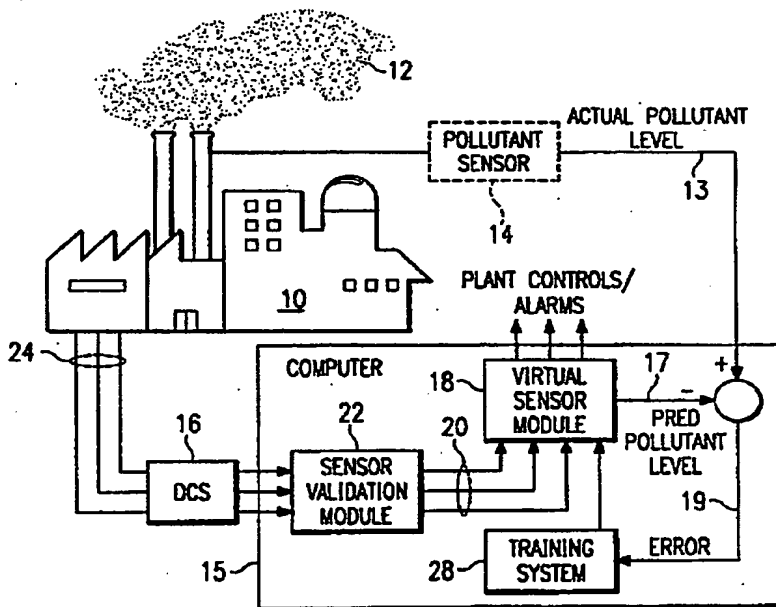 12
POLLUTANT
SENSOR
14
ACTUAL POLLUTANT
LEVEL
13
10
PLANT CONTROLS/
ALARMS
24
COMPUTER
16
DCS
22
SENSOR
VALIDATION
MODULE
20
18
VIRTUAL
SENSOR
MODULE
17
+
-
PRED
POLLUTANT
LEVEL
19
15
28
TRAINING
SYSTEM
ERROR